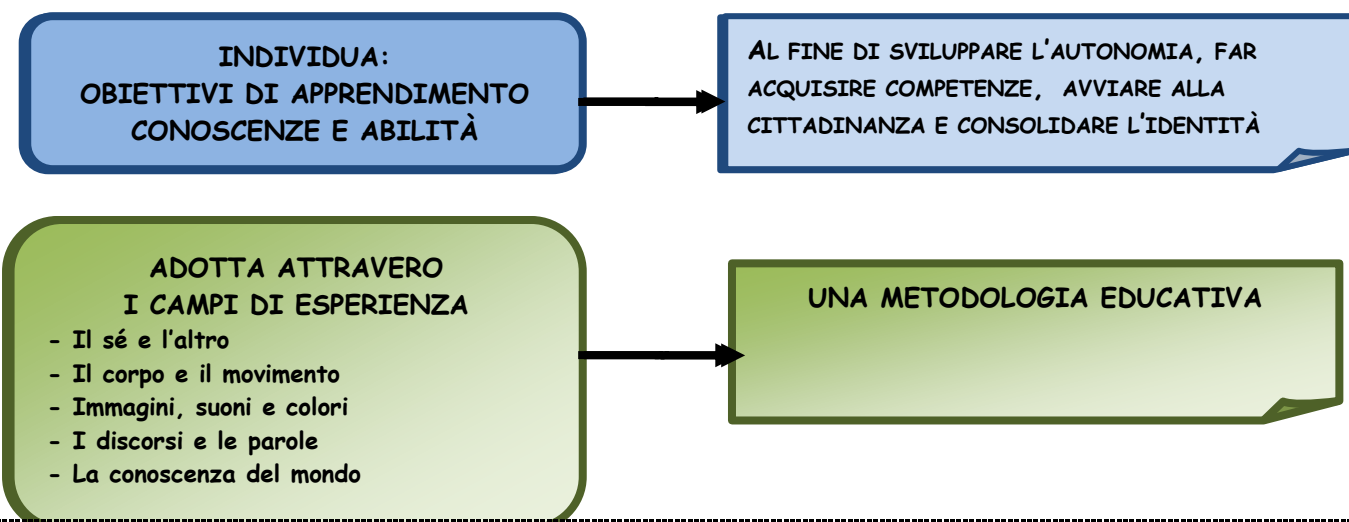 INDIVIDUA:
OBIETTIVI DI APPRENDIMENTO
CONOSCENZE E ABILITÀ
AL FINE DI SVILUPPARE L'AUTONOMIA, FAR
ACQUISIRE COMPETENZE, AVVIARE ALLA
CITTADINANZA E CONSOLIDARE L'IDENTITÀ
ADOTTA ATTRAVERO
I CAMPI DI ESPERIENZA
- Il sé e l'altro
- Il corpo e il movimento
- Immagini, suoni e colori
- I discorsi e le parole
- La conoscenza del mondo
UNA METODOLOGIA EDUCATIVA